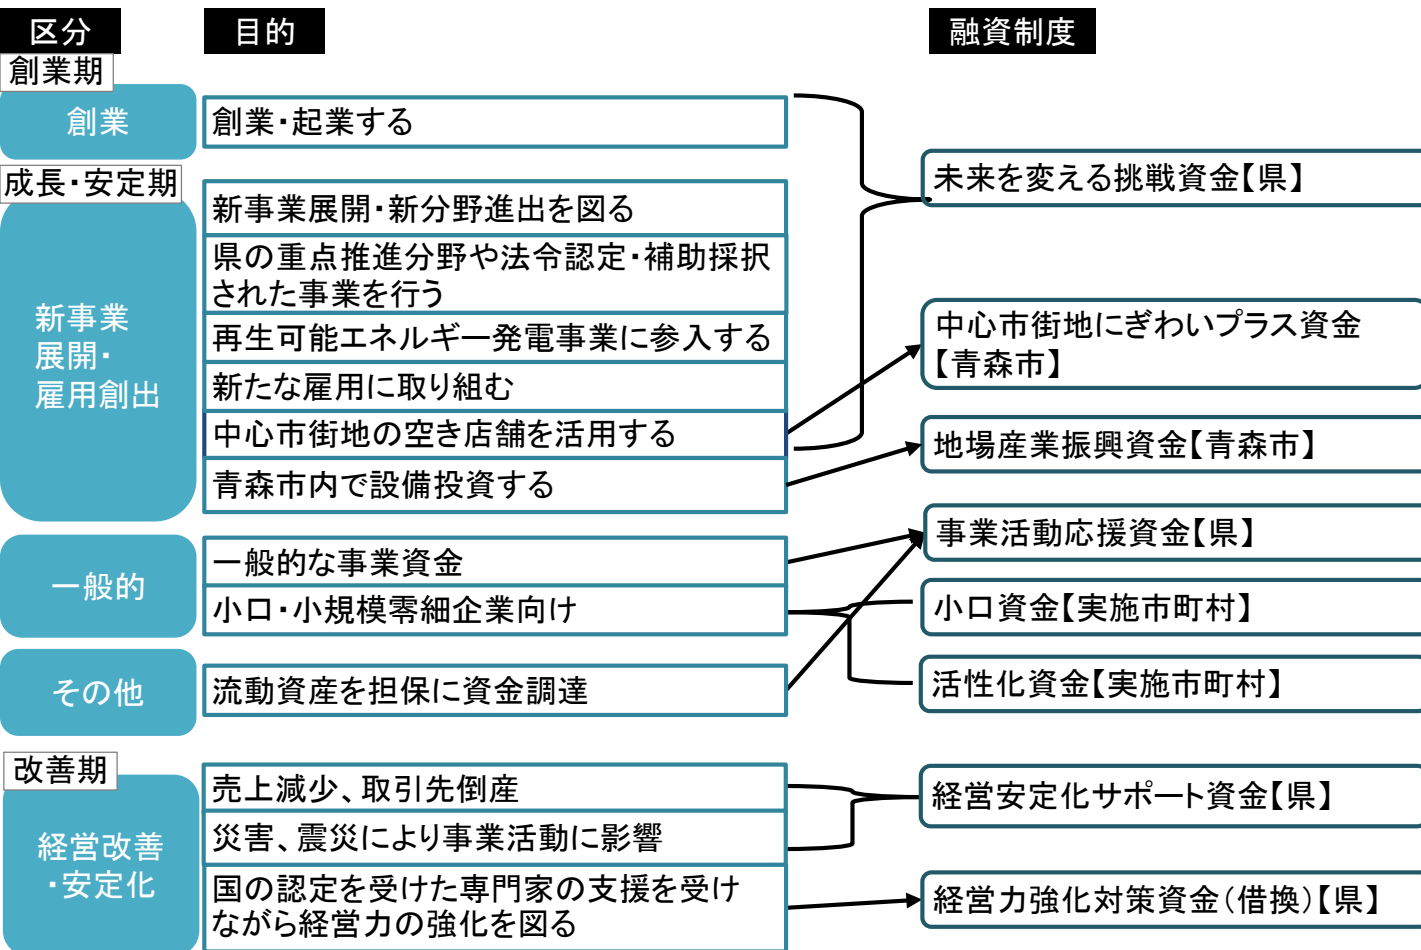 区分
目的
融資制度
創業期
創業
創業・起業する
未来を変える挑戦資金【県】
成長・安定期
新事業
展開・
雇用創出
新事業展開・新分野進出を図る
県の重点推進分野や法令認定・補助採択
された事業を行う
再生可能エネルギー発電事業に参入する
新たな雇用に取り組む
中心市街地の空き店舗を活用する
青森市内で設備投資する
中心市街地にぎわいプラス資金
【青森市】
地場産業振興資金【青森市】
一般的
一般的な事業資金
小口・小規模零細企業向け
事業活動応援資金【県】
小口資金【実施市町村】
活性化資金【実施市町村】
その他
流動資産を担保に資金調達
改善期
経営改善
・安定化
売上減少、取引先倒産
災害、震災により事業活動に影響
国の認定を受けた専門家の支援を受け
ながら経営力の強化を図る
経営安定化サポート資金【県】
経営力強化対策資金（借換）【県】